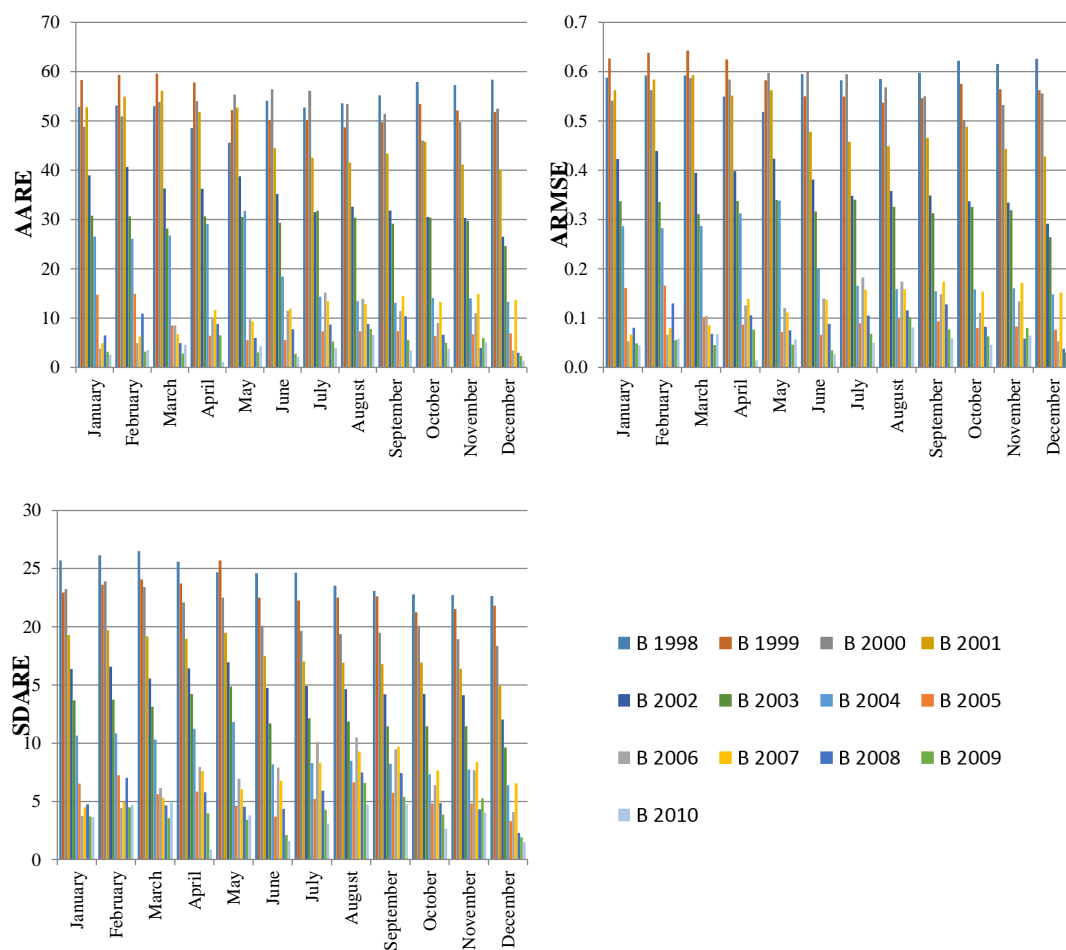 70
60
50
40
30
20
10
0
AARE
January
February
March
April
May
June
July
August
September
October
November
December
0.7
0.6
0.5
0.4
0.3
0.2
0.1
0.0
ARMSE
January
February
March
April
May
June
July
August
September
October
November
December
30
25
20
15
10
5
0
SDARE
January
February
March
April
May
June
July
August
September
October
November
December
B 1998 B 1999 B 2000 B 2001
B 2002 B 2003 B 2004 B 2005
B 2006 B 2007 B 2008 B 2009
B 2010